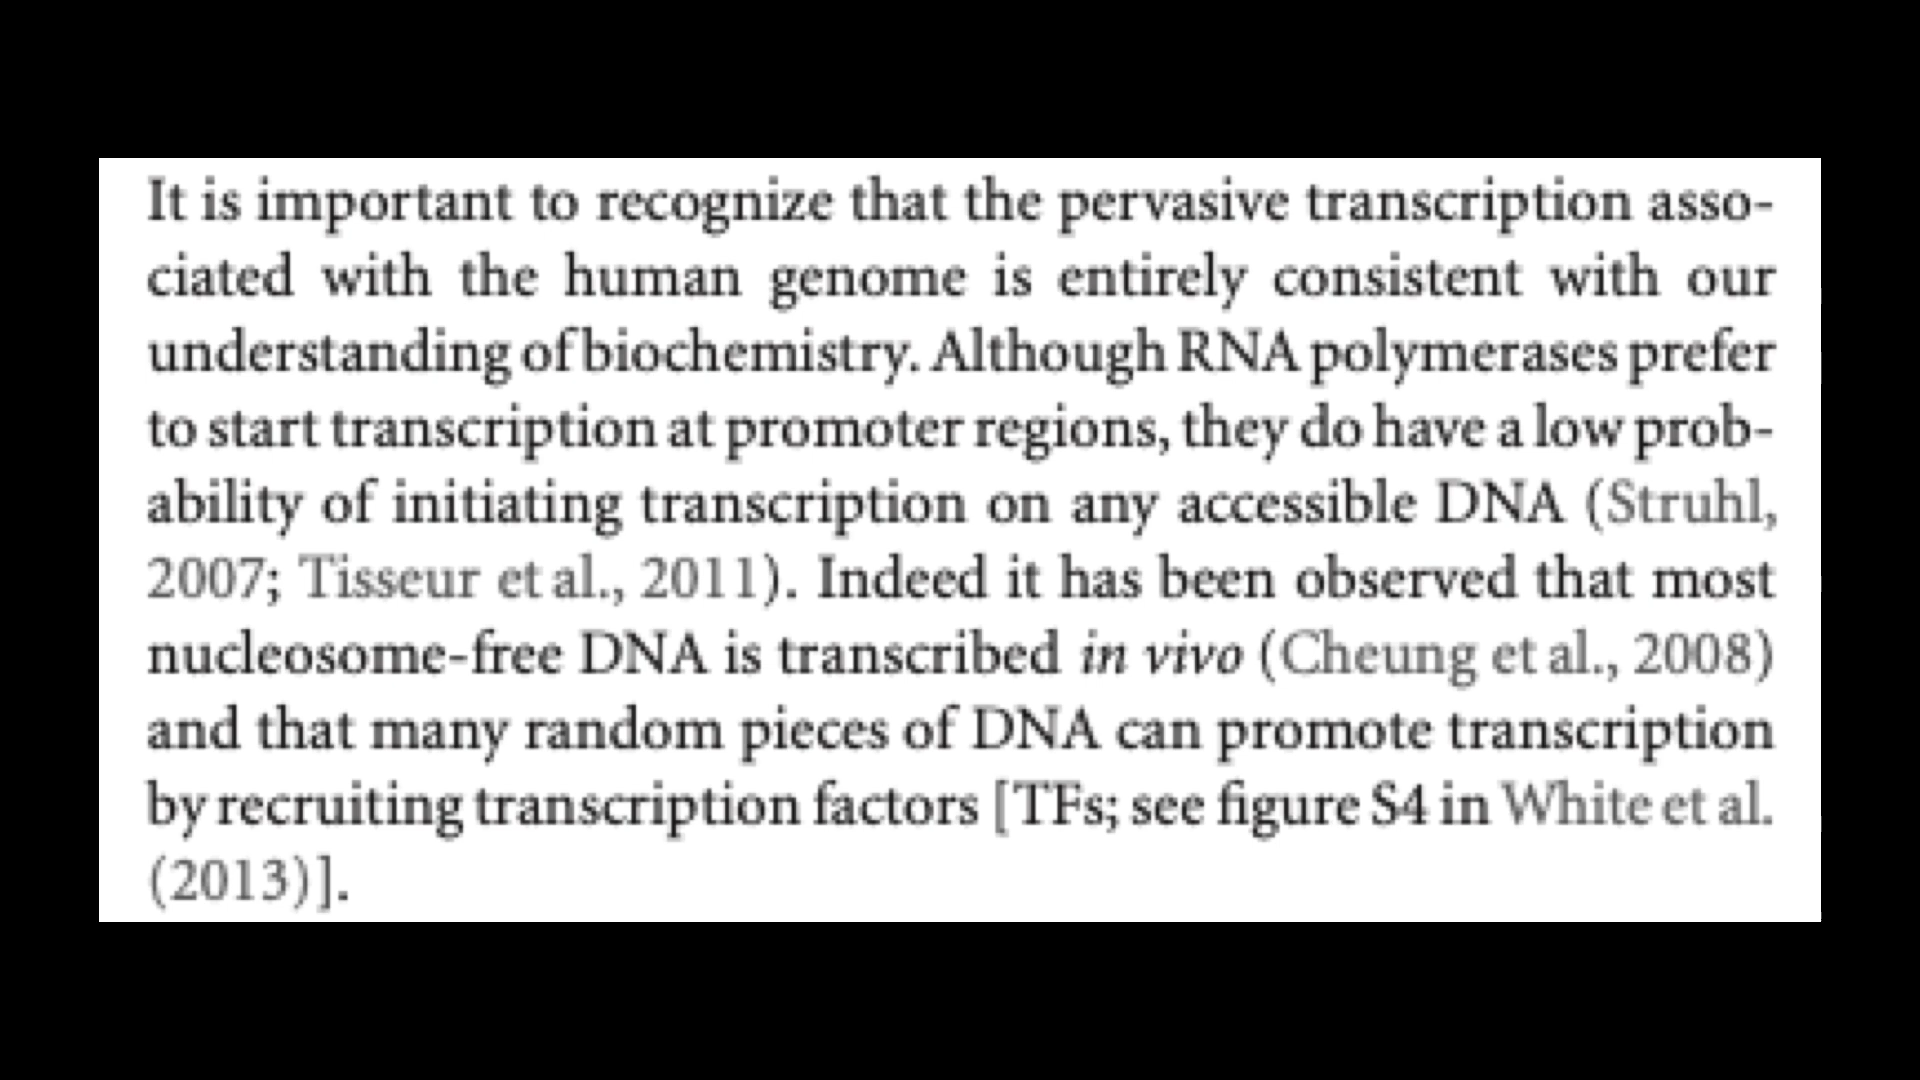 It is important to recognize that the pervasive transcription asso-
ciated with the human genome is entirely consistent with our
understanding of biochemistry. Although RNA polymerases prefer
to start transcription at promoter regions, they do have a low prob-
ability of initiating transcription on any accessible DNA (Struhl,
2007; Tisseur et al., 2011). Indeed it has been observed that most
nucleosome-free DNA is transcribed in vivo (Cheung et al., 2008)
and that many random pieces of DNA can promote transcription
by recruiting transcription factors [TFs; see figure S4 in White et al.
(2013)].